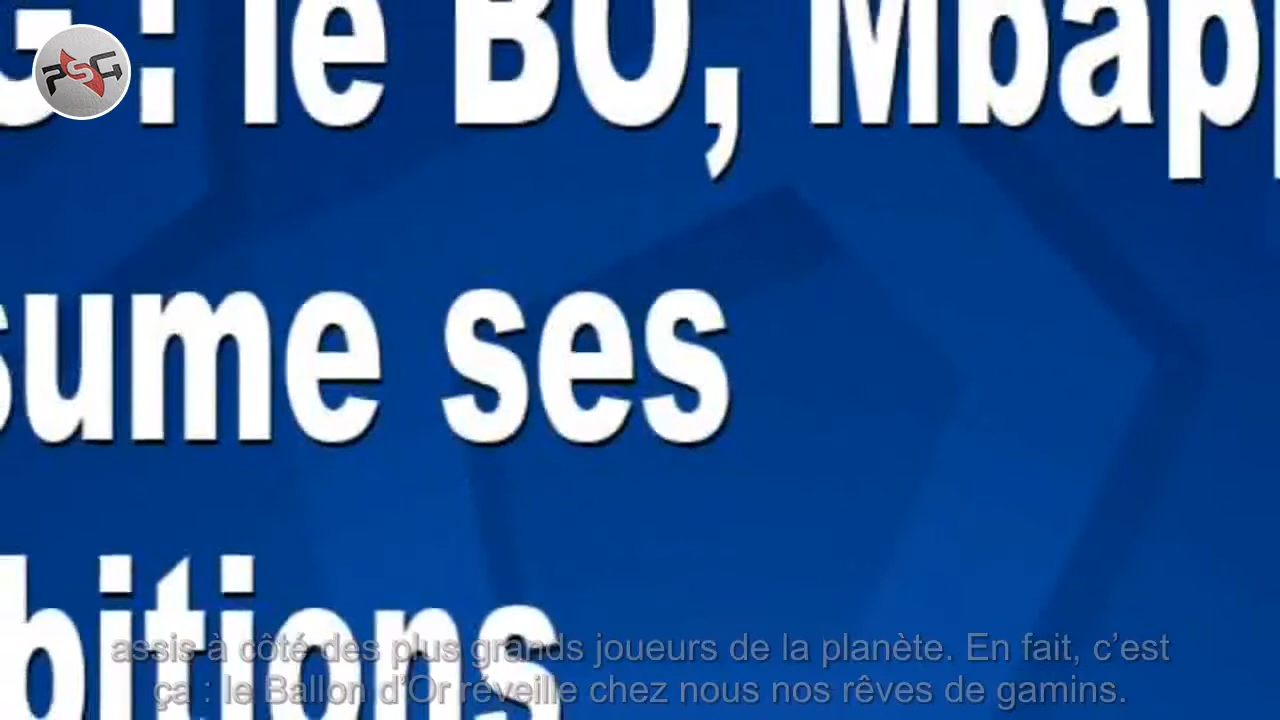 PSG
G : le BO, Mbap
sume ses
bitions
assis à côté des plus grands joueurs de la planète. En fait, c’est
ça : le Ballon d’Or réveille chez nous nos rêves de gamins.